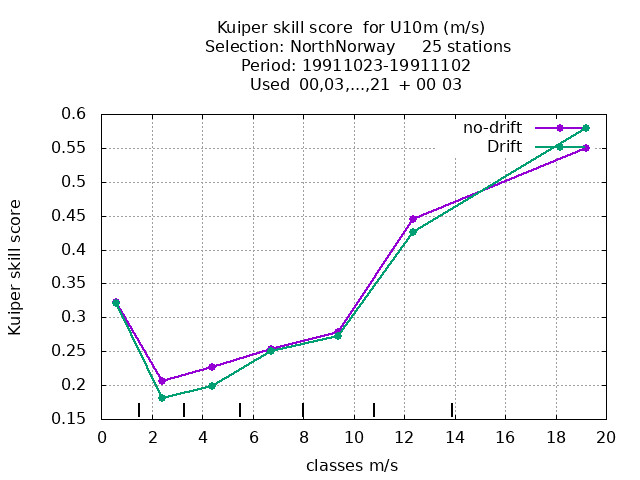 Kuiper skill score  for U10m (m/s)
Selection: NorthNorway     25 stations
Period: 19911023-19911102
Used  00,03,...,21  + 00 03
no-drift
Drift
0.6
0.55
0.5
0.45
0.4
0.35
0.3
0.25
0.2
0.15
Kuiper skill score
0 2 4 6 8 10 12 14 16 18 20
classes m/s